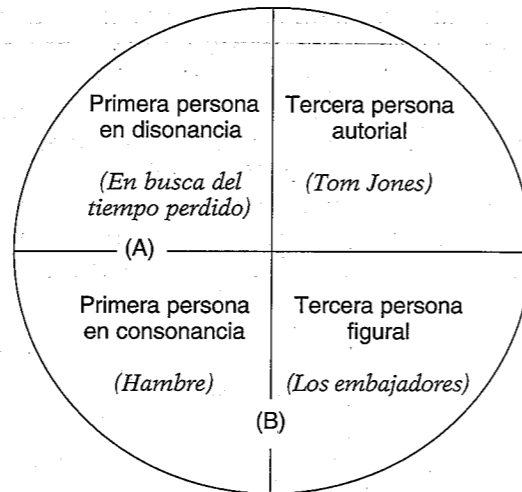 Primera persona
en disonancia
(En busca del
tiempo perdido)
Tercera persona
autorial
(Tom Jones)
(A)
Primera persona
en consonancia
(Hambre)
Tercera persona
figural
(Los embajadores)
(B)